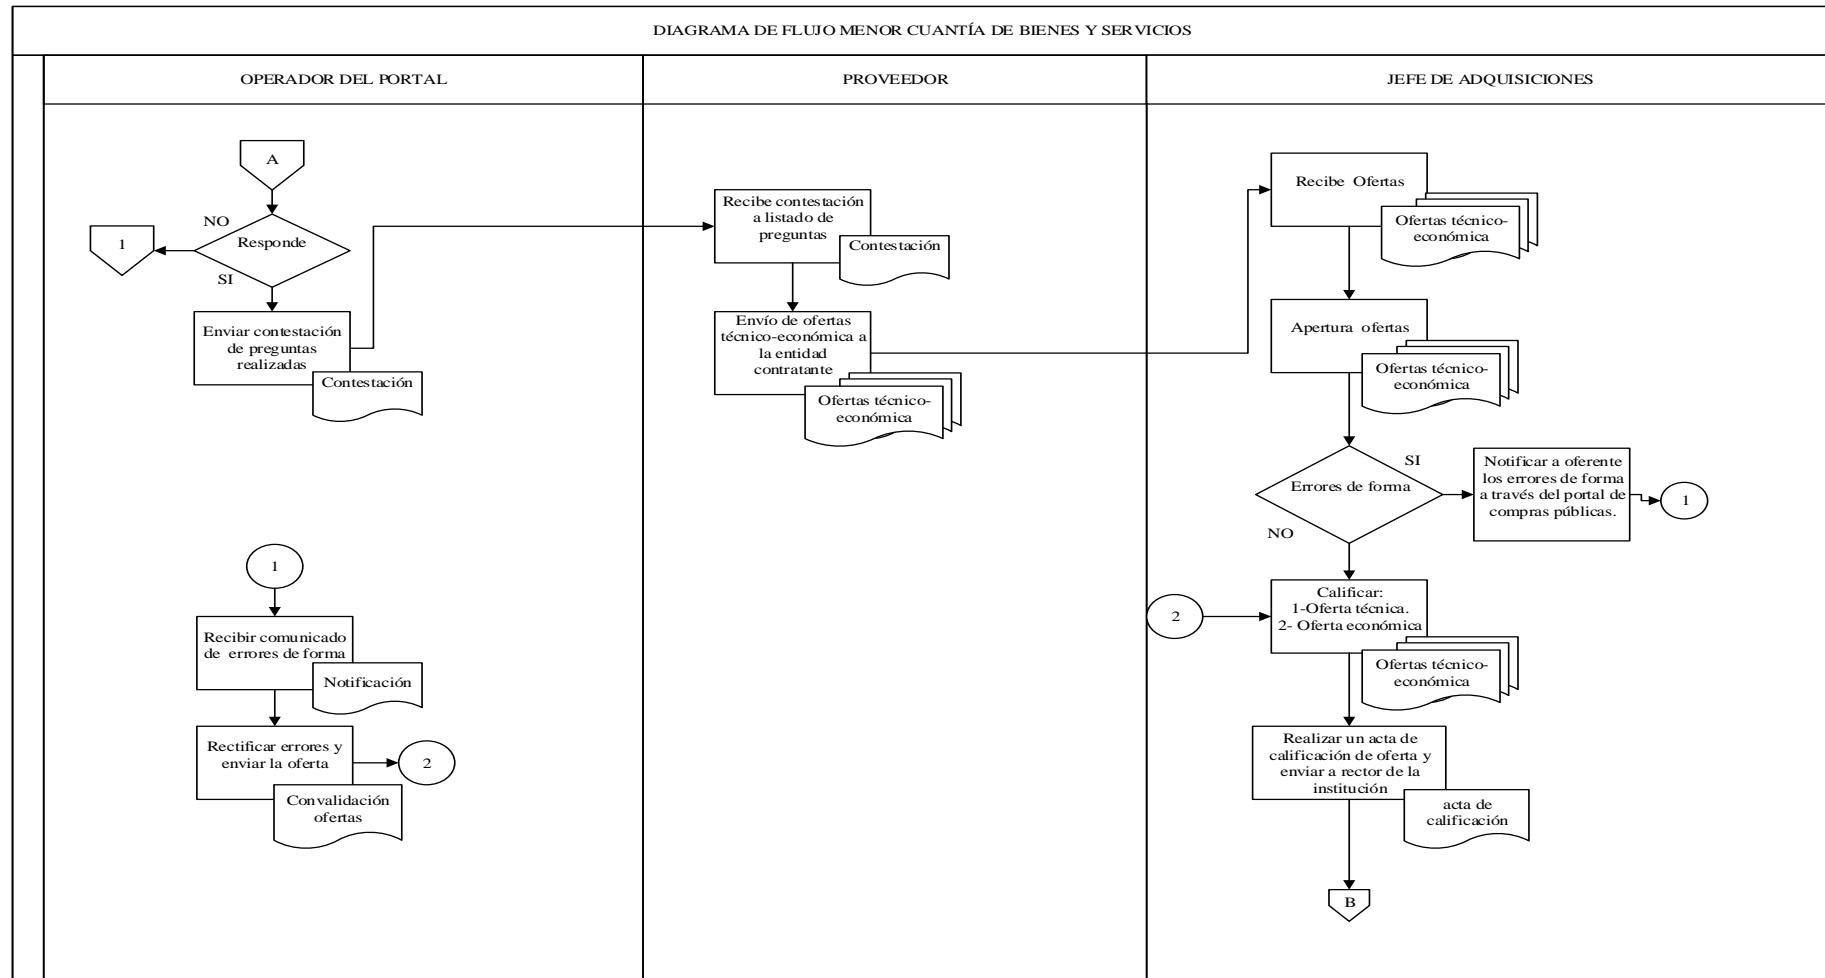 DIAGRAMA DE FLUJO MENOR CUANTÍA DE BIENES Y SERVICIOS
OPERADOR DEL PORTAL
PROVEEDOR
JEFE DE ADQUISICIONES
A
NO
Responde
1
SI
Enviar contestación
de preguntas
realizadas
Contestación
1
Recibir comunicado
de errores de forma
Notificación
Rectificar errores y
enviar la oferta
2
Convalidación
ofertas
Recibe contestación
a listado de
preguntas
Contestación
Envío de ofertas
técnico-económica a
la entidad
contratante
Ofertas técnico-
económica
Recibe Ofertas
Ofertas técnico-
económica
Apertura ofertas
Ofertas técnico-
económica
SI
Errores de forma
NO
Notificar a oferente
los errores de forma
a través del portal de
compras públicas.
1
2
Calificar:
1-Oferta técnica.
2- Oferta económica
Ofertas técnico-
económica
Realizar un acta de
calificación de oferta y
enviar a rector de la
institución
acta de
calificación
B